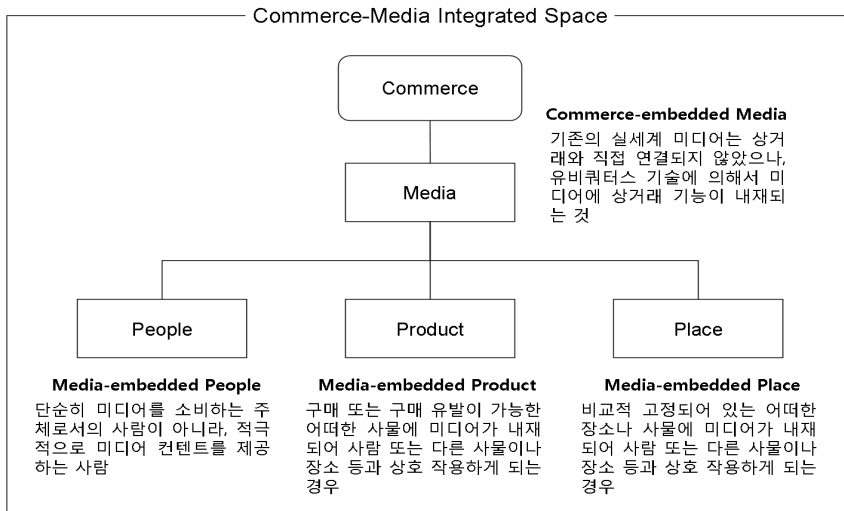 Commerce-Media Integrated Space
Commerce
Commerce-embedded Media
기존의 실세계 미디어는 상거
래와 직접 연결되지 않았으나,
유비쿼터스 기술에 의해서 미
디어에 상거래 기능이 내재되
는 것
Media
People
Product
Place
Media-embedded People
단순히 미디어를 소비하는 주
체로서의 사람이 아니라, 적극
적으로 미디어 컨텐트를 제공
하는 사람
Media-embedded Product
구매 또는 구매 유발이 가능한
어떠한 사물에 미디어가 내재
되어 사람 또는 다른 사물이나
장소 등과 상호 작용하게 되는
경우
Media-embedded Place
비교적 고정되어 있는 어떠한
장소나 사물에 미디어가 내재
되어 사람 또는 다른 사물이나
장소 등과 상호 작용하게 되는
경우